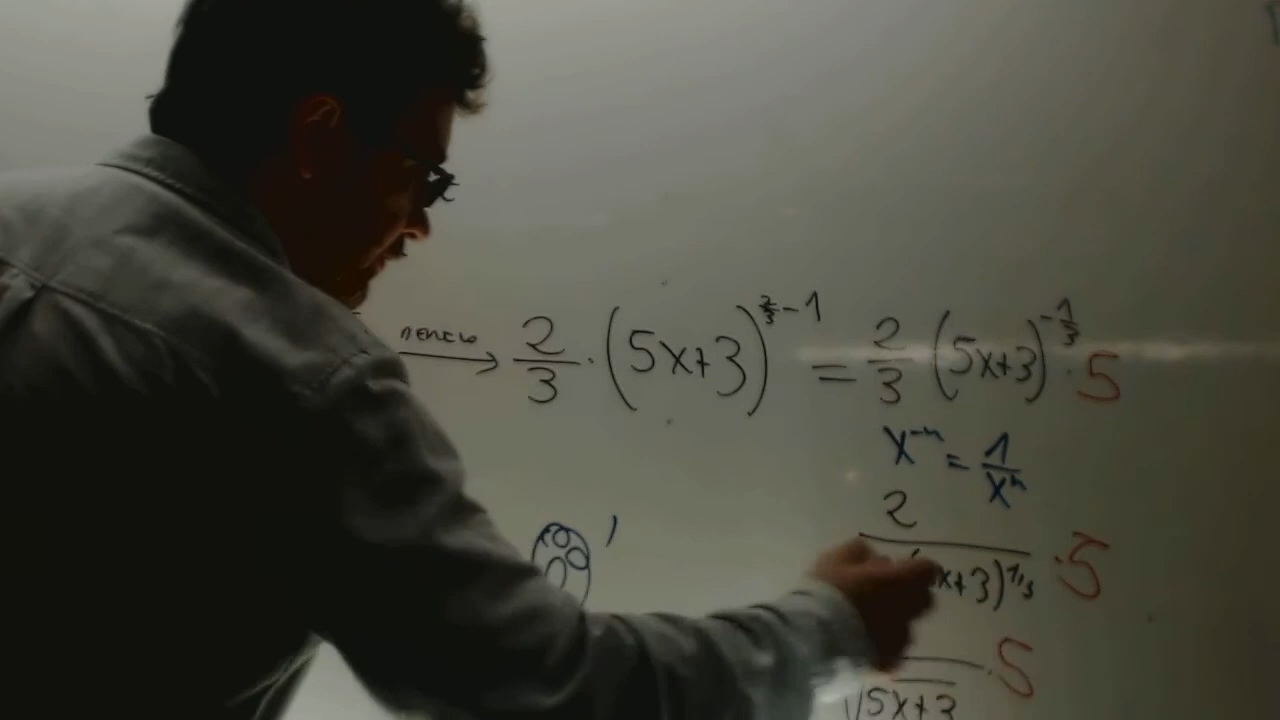 2/3 · (5x+3)^(2/3 - 1) = 2/3 (5x+3)^(-1/3) · 5
x^-n = 1/x^n
2
x+3)^1/3 · 5
· 5
√5x+3